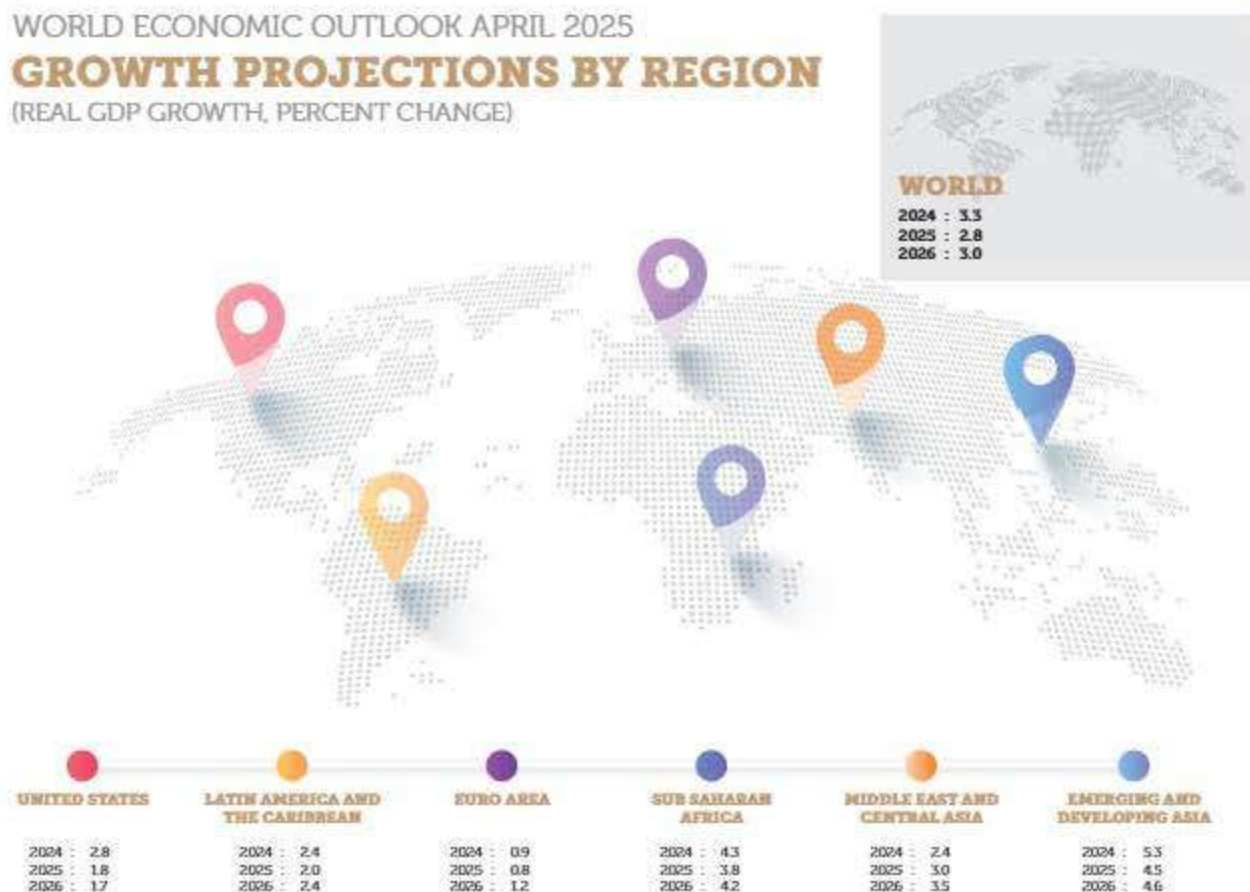 WORLD ECONOMIC OUTLOOK APRIL 2025
GROWTH PROJECTIONS BY REGION
(REAL GDP GROWTH, PERCENT CHANGE)
WORLD
2024 : 3.3
2025 : 2.8
2026 : 3.0
UNITED STATES
2024 : 2.8
2025 : 1.8
2026 : 1.7
LATIN AMERICA AND
THE CARIBBEAN
2024 : 2.4
2025 : 2.0
2026 : 2.4
EURO AREA
2024 : 0.9
2025 : 0.8
2026 : 1.2
SUB SAHARAN
AFRICA
2024 : 4.3
2025 : 3.8
2026 : 4.2
MIDDLE EAST AND
CENTRAL ASIA
2024 : 2.4
2025 : 3.0
2026 : 3.5
EMERGING AND
DEVELOPING ASIA
2024 : 5.3
2025 : 4.5
2026 : 4.6